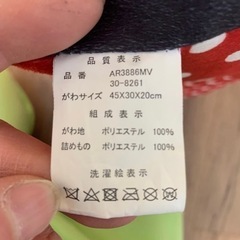 品質表示
品番 AR3886MV
30-8261
がわサイズ 45X30X20cm
組成表示
がわ地 ポリエステル 100%
詰めもの ポリエステル 100%
洗濯絵表示